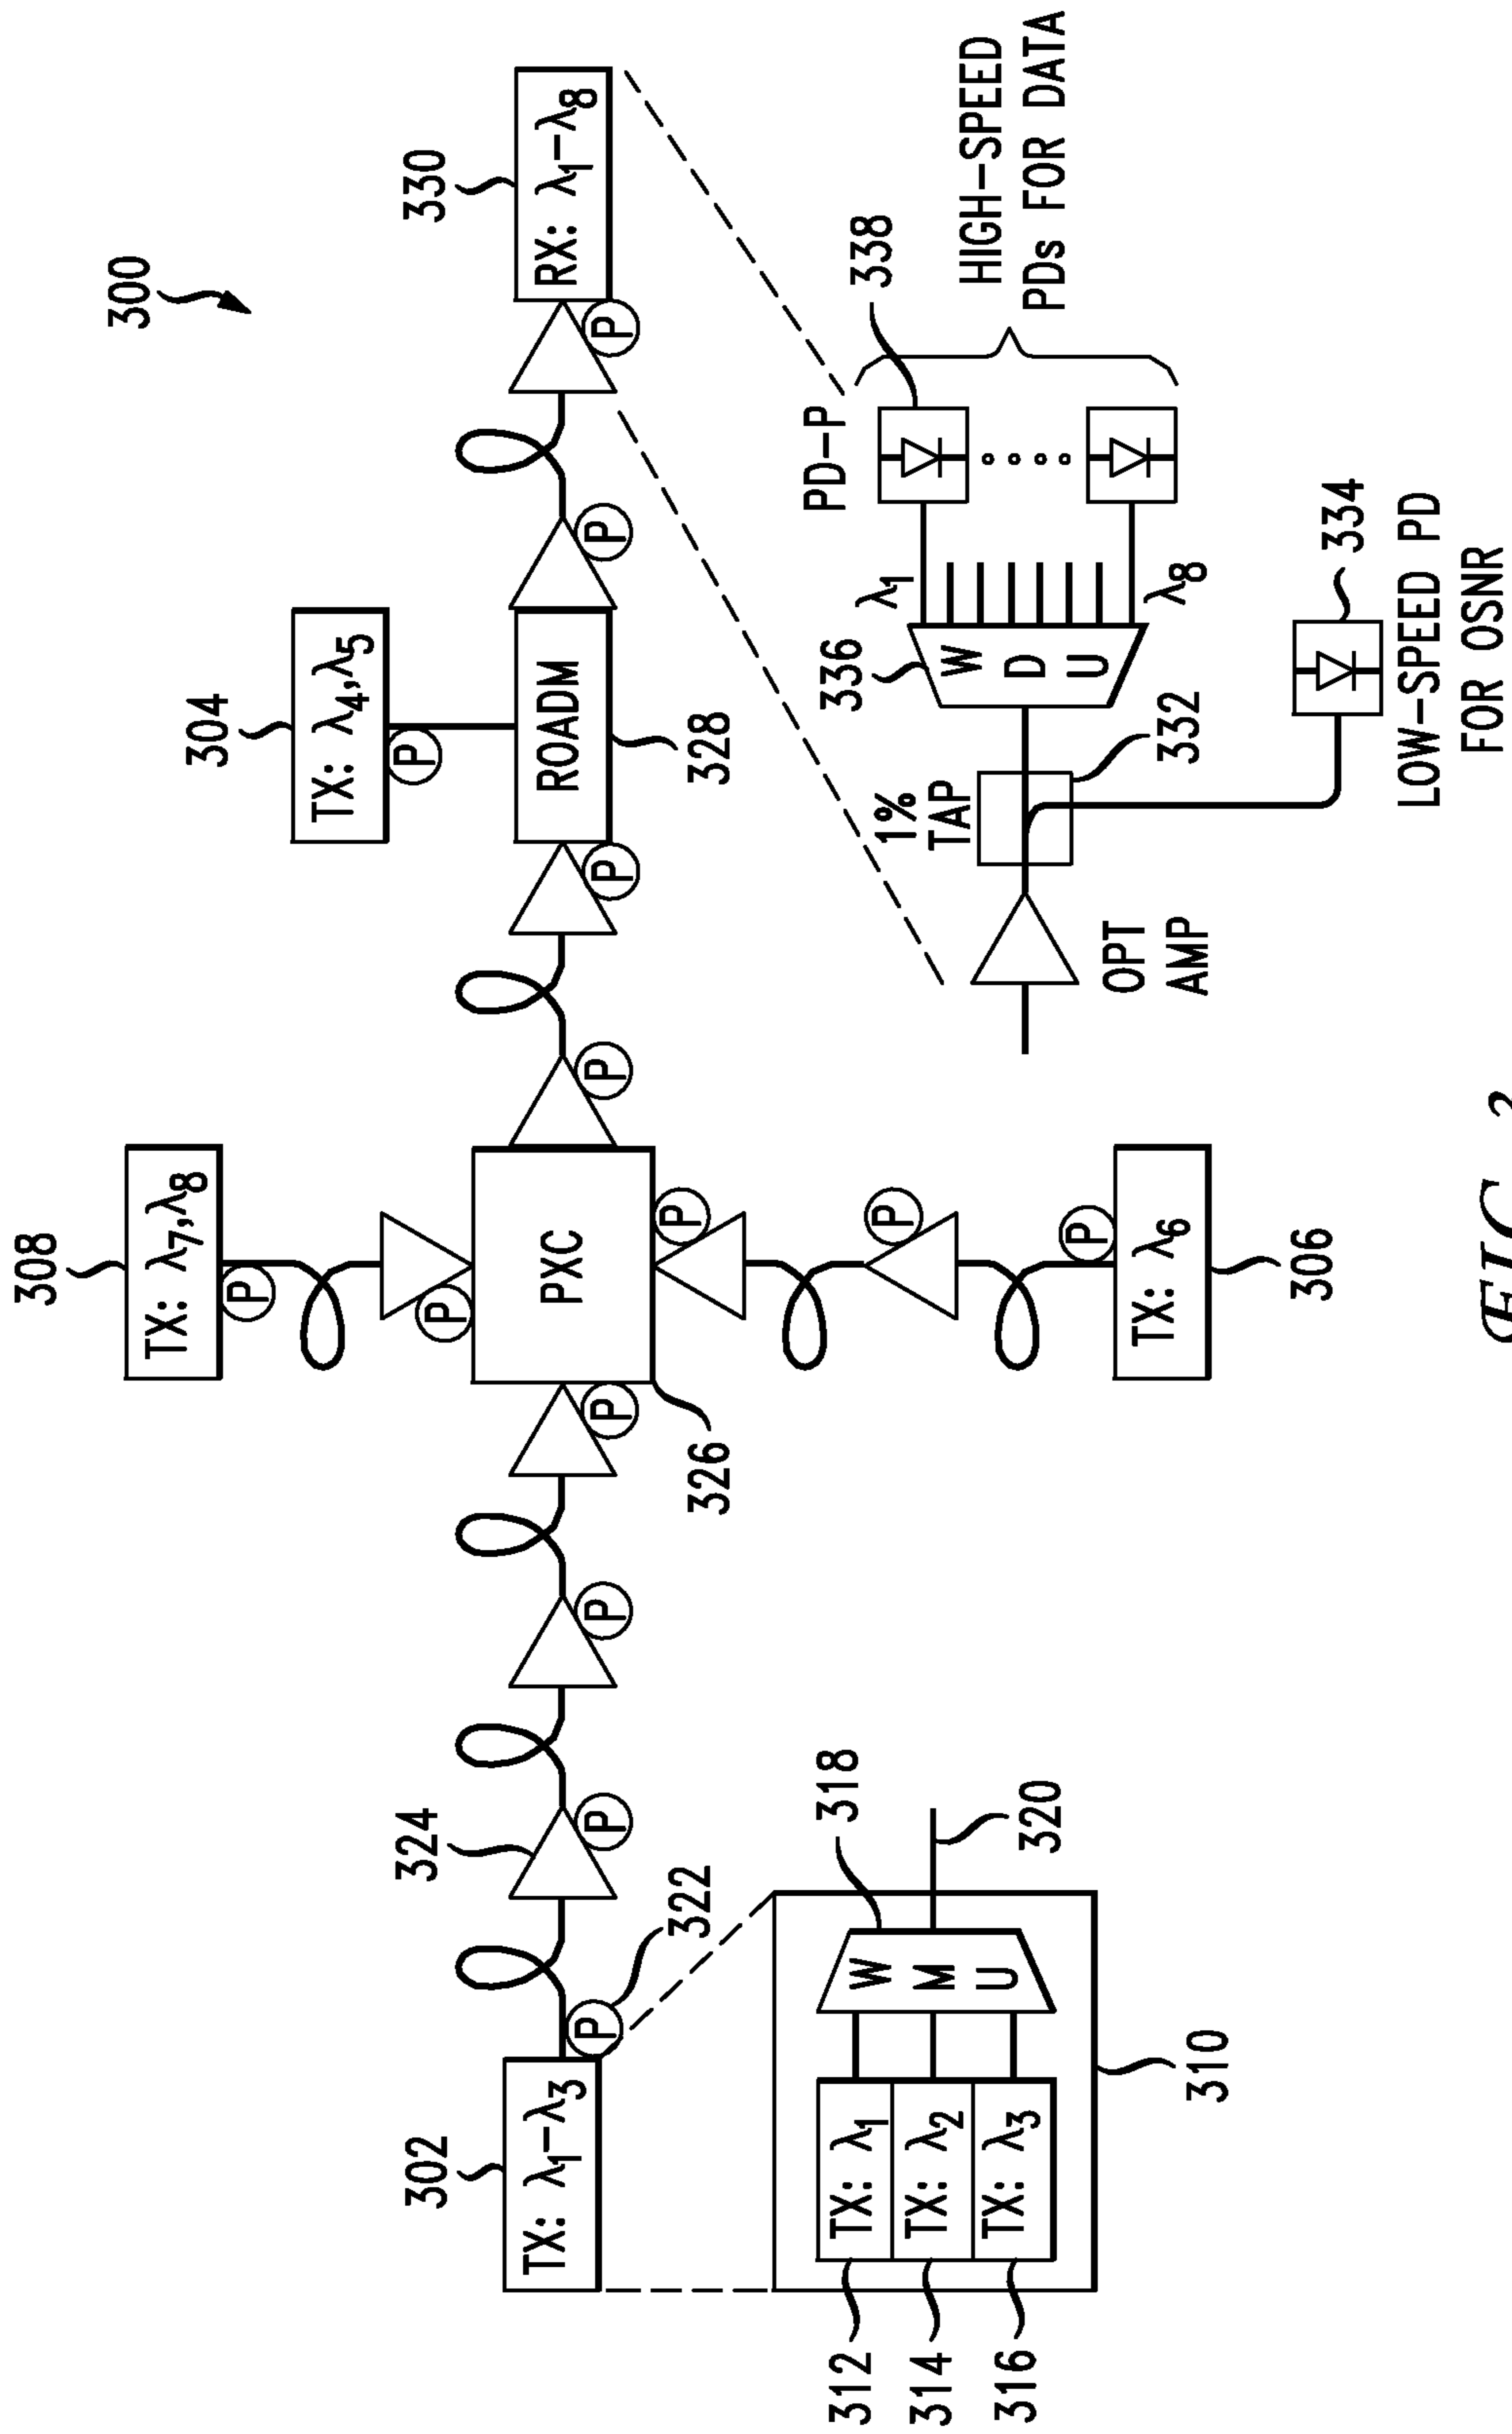 300
308
TX: λ7,λ8
P
P
304
TX: λ4,λ5
P
302
TX: λ1−λ3
P
322
324
P
P
P
326
PXC
P
P
P
306
TX: λ6
P
P
ROADM
328
P
P
330
RX: λ1−λ8
310
312
TX: λ1
314
TX: λ2
316
TX: λ3
W
M
U
318
320
OPT
AMP
1%
TAP
332
336
W
D
U
λ1
λ8
PD-P
338
HIGH-SPEED
PDs FOR DATA
334
LOW-SPEED PD
FOR OSNR